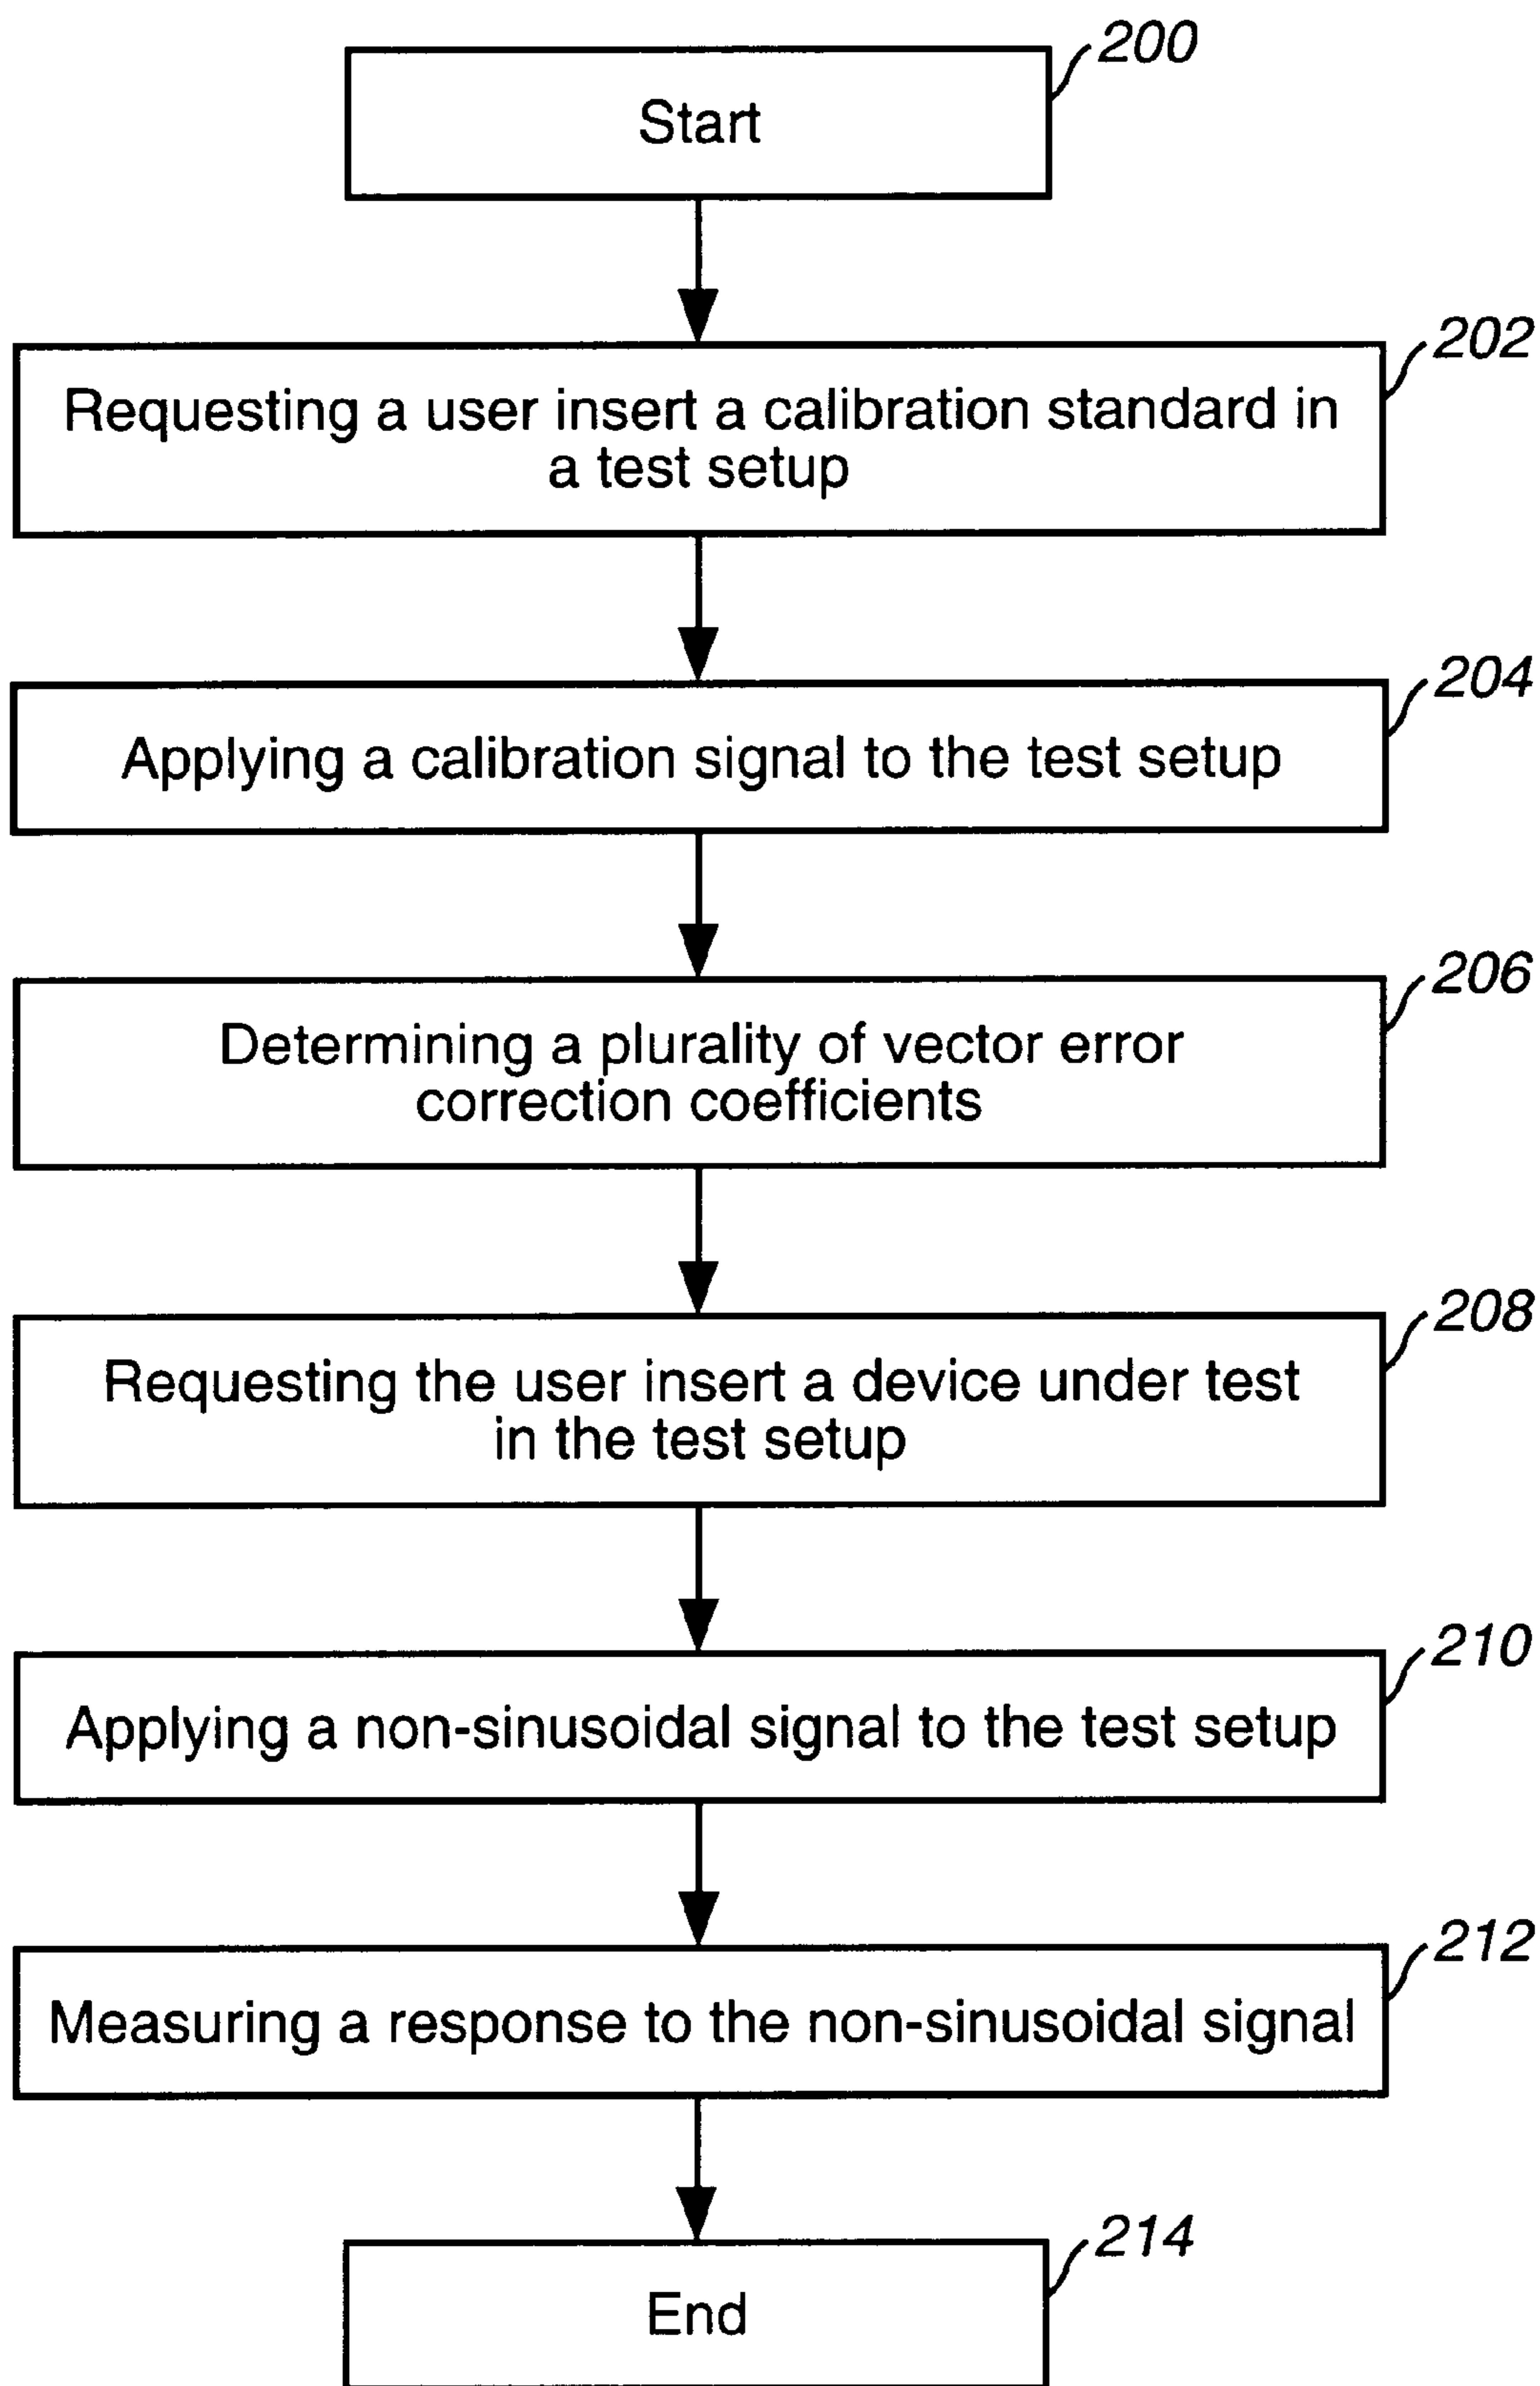 200
Start
202
Requesting a user insert a calibration standard in
a test setup
204
Applying a calibration signal to the test setup
206
Determining a plurality of vector error
correction coefficients
208
Requesting the user insert a device under test
in the test setup
210
Applying a non-sinusoidal signal to the test setup
212
Measuring a response to the non-sinusoidal signal
214
End